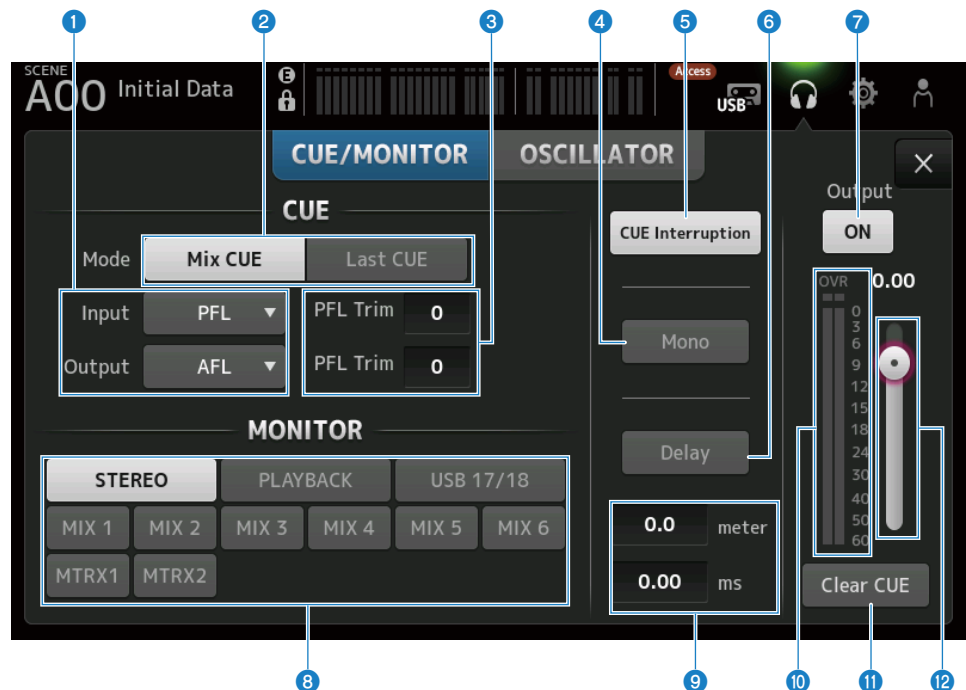 1 2 3 4 5 6 7
SCENE
A00 Initial Data
E
Access
USB
CUE/MONITOR OSCILLATOR
×
CUE
Mode Mix CUE Last CUE
Input PFL PFL Trim 0
Output AFL PFL Trim 0
CUE Interruption
Mono
Delay
0.0 meter
0.00 ms
Output
ON
OVR 0.00
0
3
6
9
12
15
18
24
30
40
50
60
Clear CUE
MONITOR
STEREO PLAYBACK USB 17/18
MIX 1 MIX 2 MIX 3 MIX 4 MIX 5 MIX 6
MTRX1 MTRX2
8 9 10 11 12